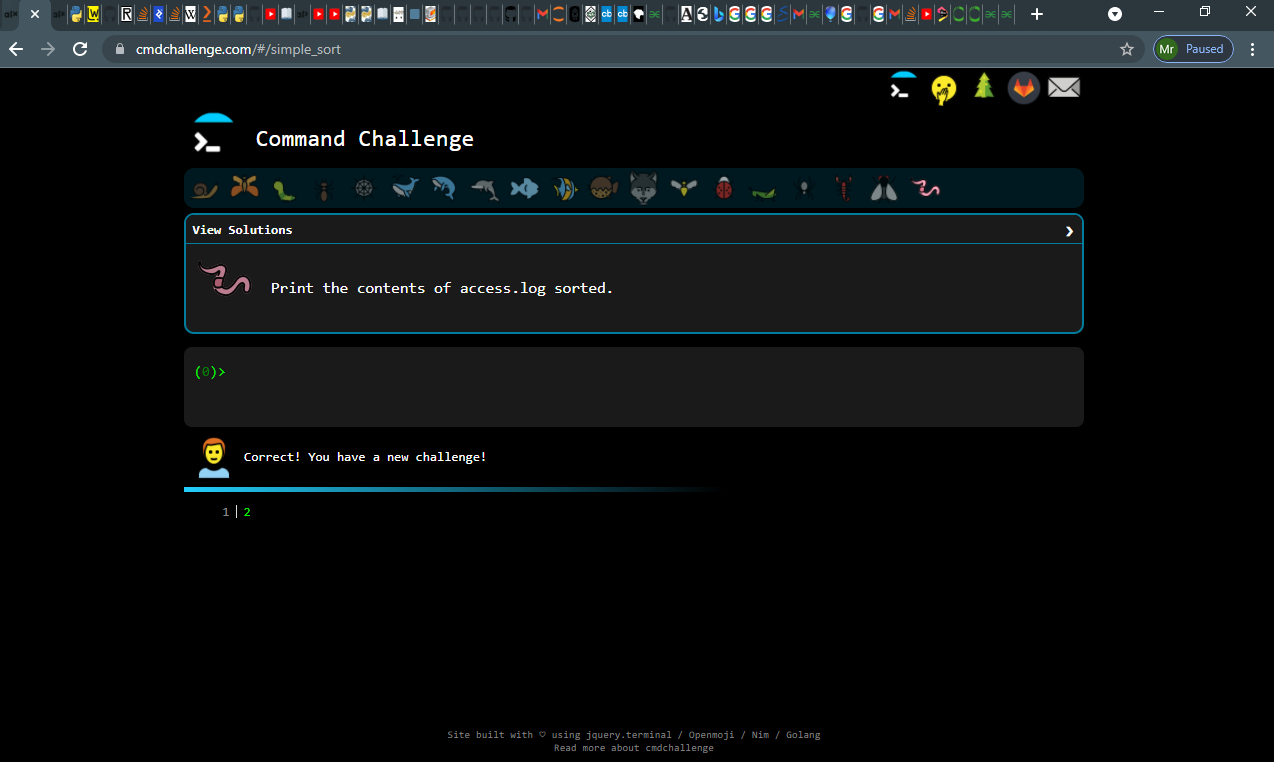 cmdchallenge.com/#/simple_sort
Mr Paused
Command Challenge
View Solutions
Print the contents of access.log sorted.
(0)>
Correct! You have a new challenge!
1 | 2
Site built with ♡ using jquery.terminal / Openmoji / Nim / Golang
Read more about cmdchallenge